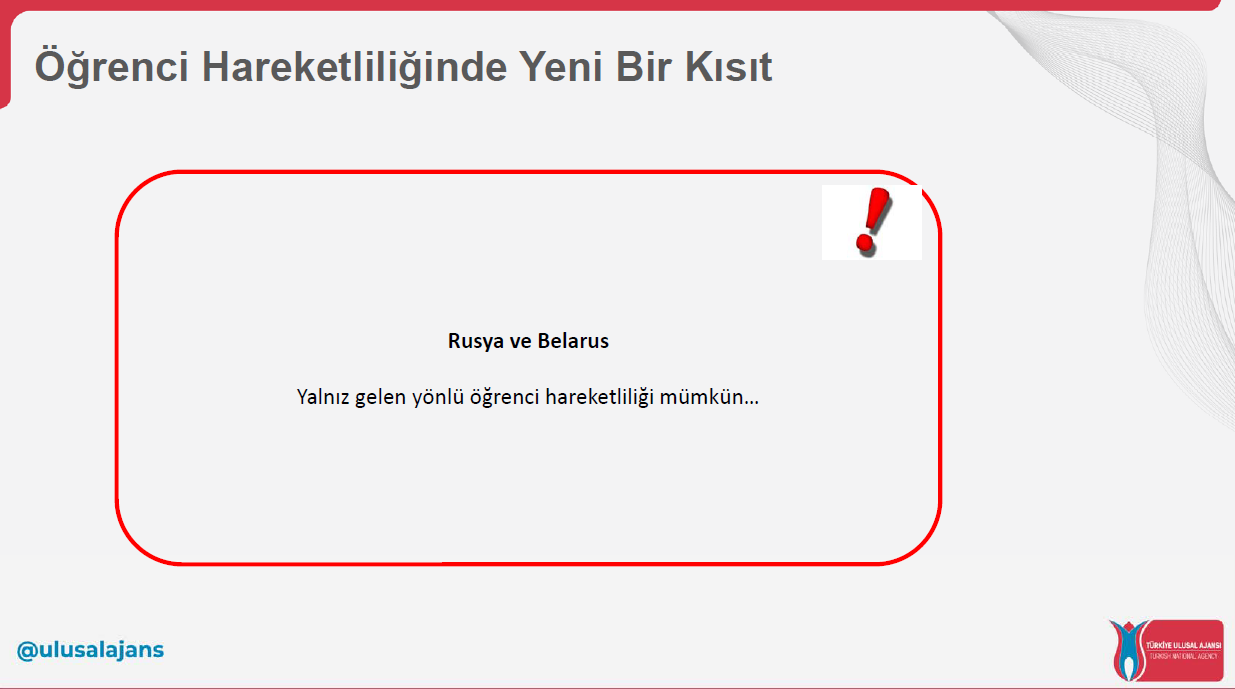 Öğrenci Hareketliliğinde Yeni Bir Kısıt
Rusya ve Belarus
Yalnız gelen yönlü öğrenci hareketliliği mümkün...
@ulusalajans
TÜRKİYE ULUSAL AJANSI
TURKISH NATIONAL AGENCY